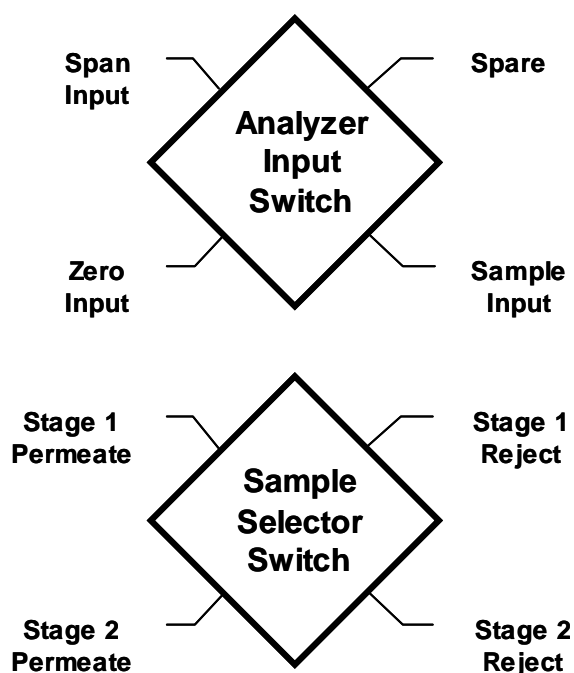 Span
Input
Spare
Analyzer
Input
Switch
Zero
Input
Sample
Input
Stage 1
Permeate
Stage 1
Reject
Sample
Selector
Switch
Stage 2
Permeate
Stage 2
Reject